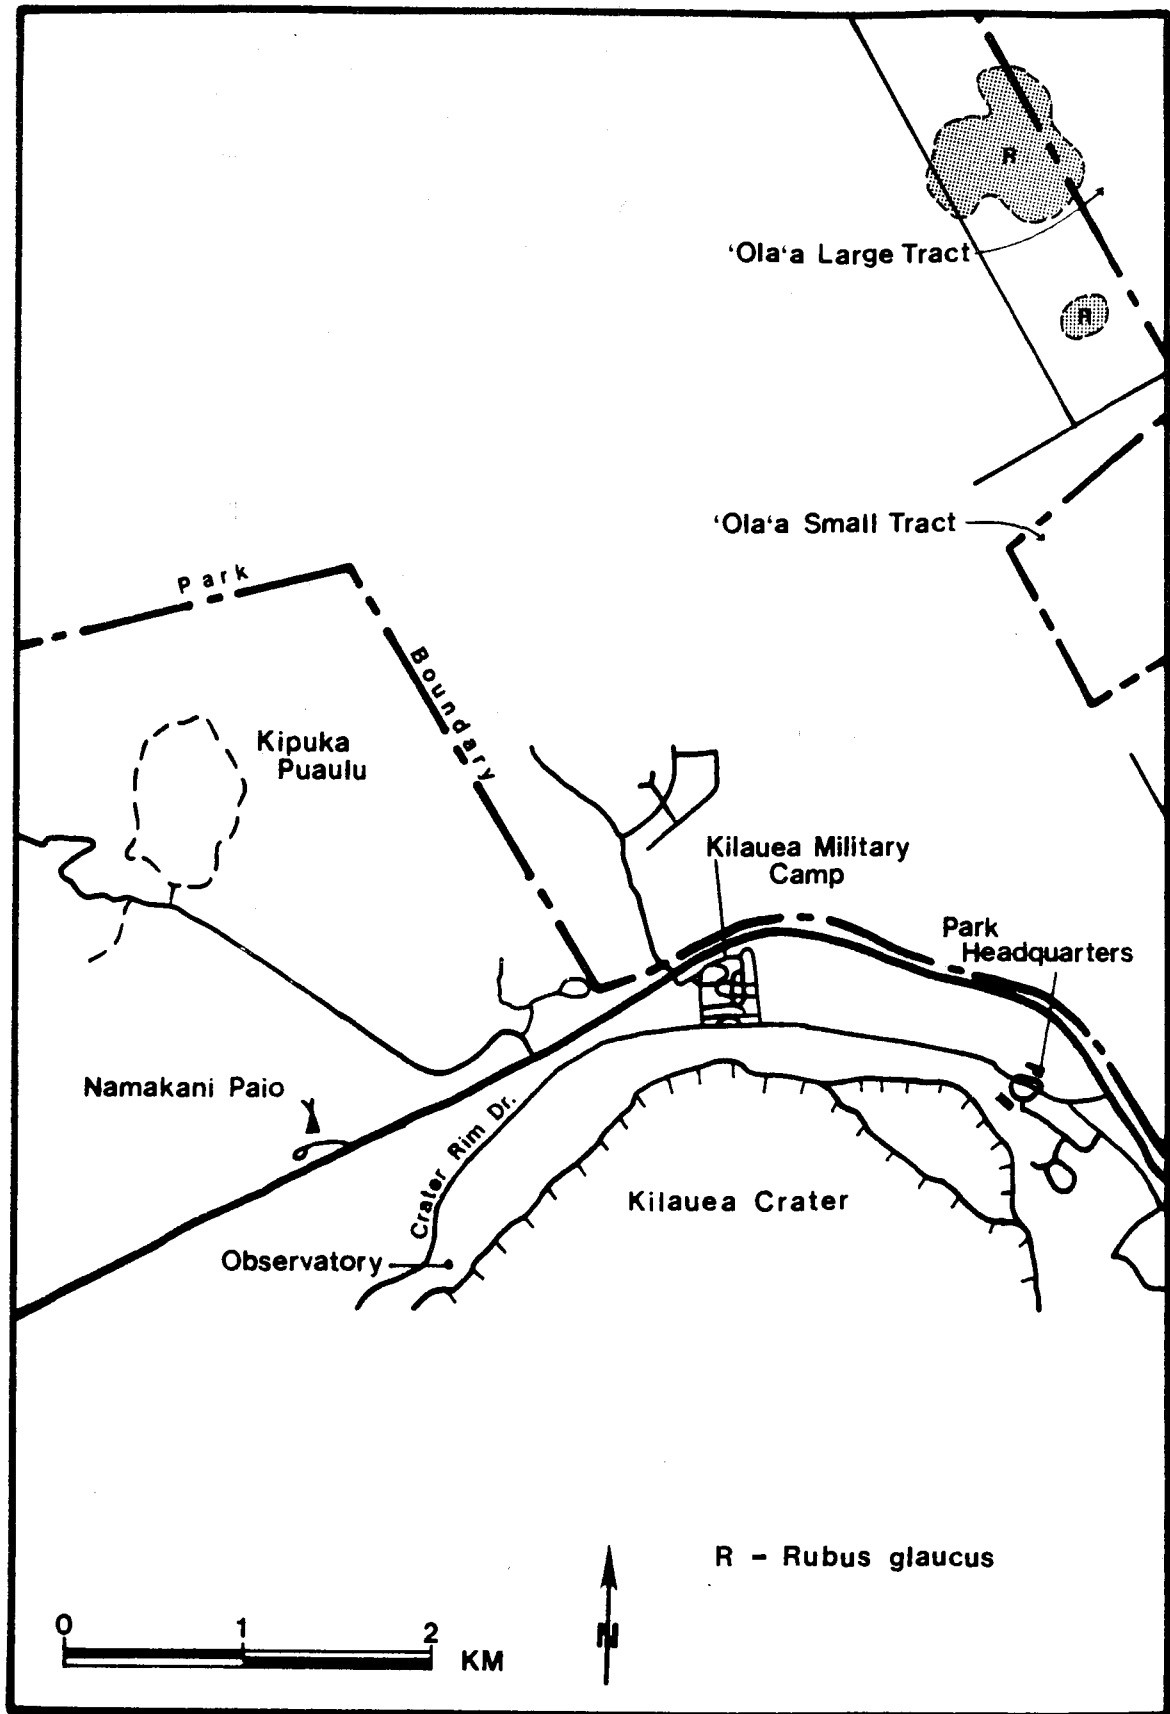 R
‘Ola‘a Large Tract
R
‘Ola‘a Small Tract
Park
Boundary
Kipuka
Puaulu
Kilauea Military
Camp
Park
Headquarters
Namakani Paio
Crater Rim Dr.
Kilauea Crater
Observatory
R – Rubus glaucus
0 1 2
KM
N